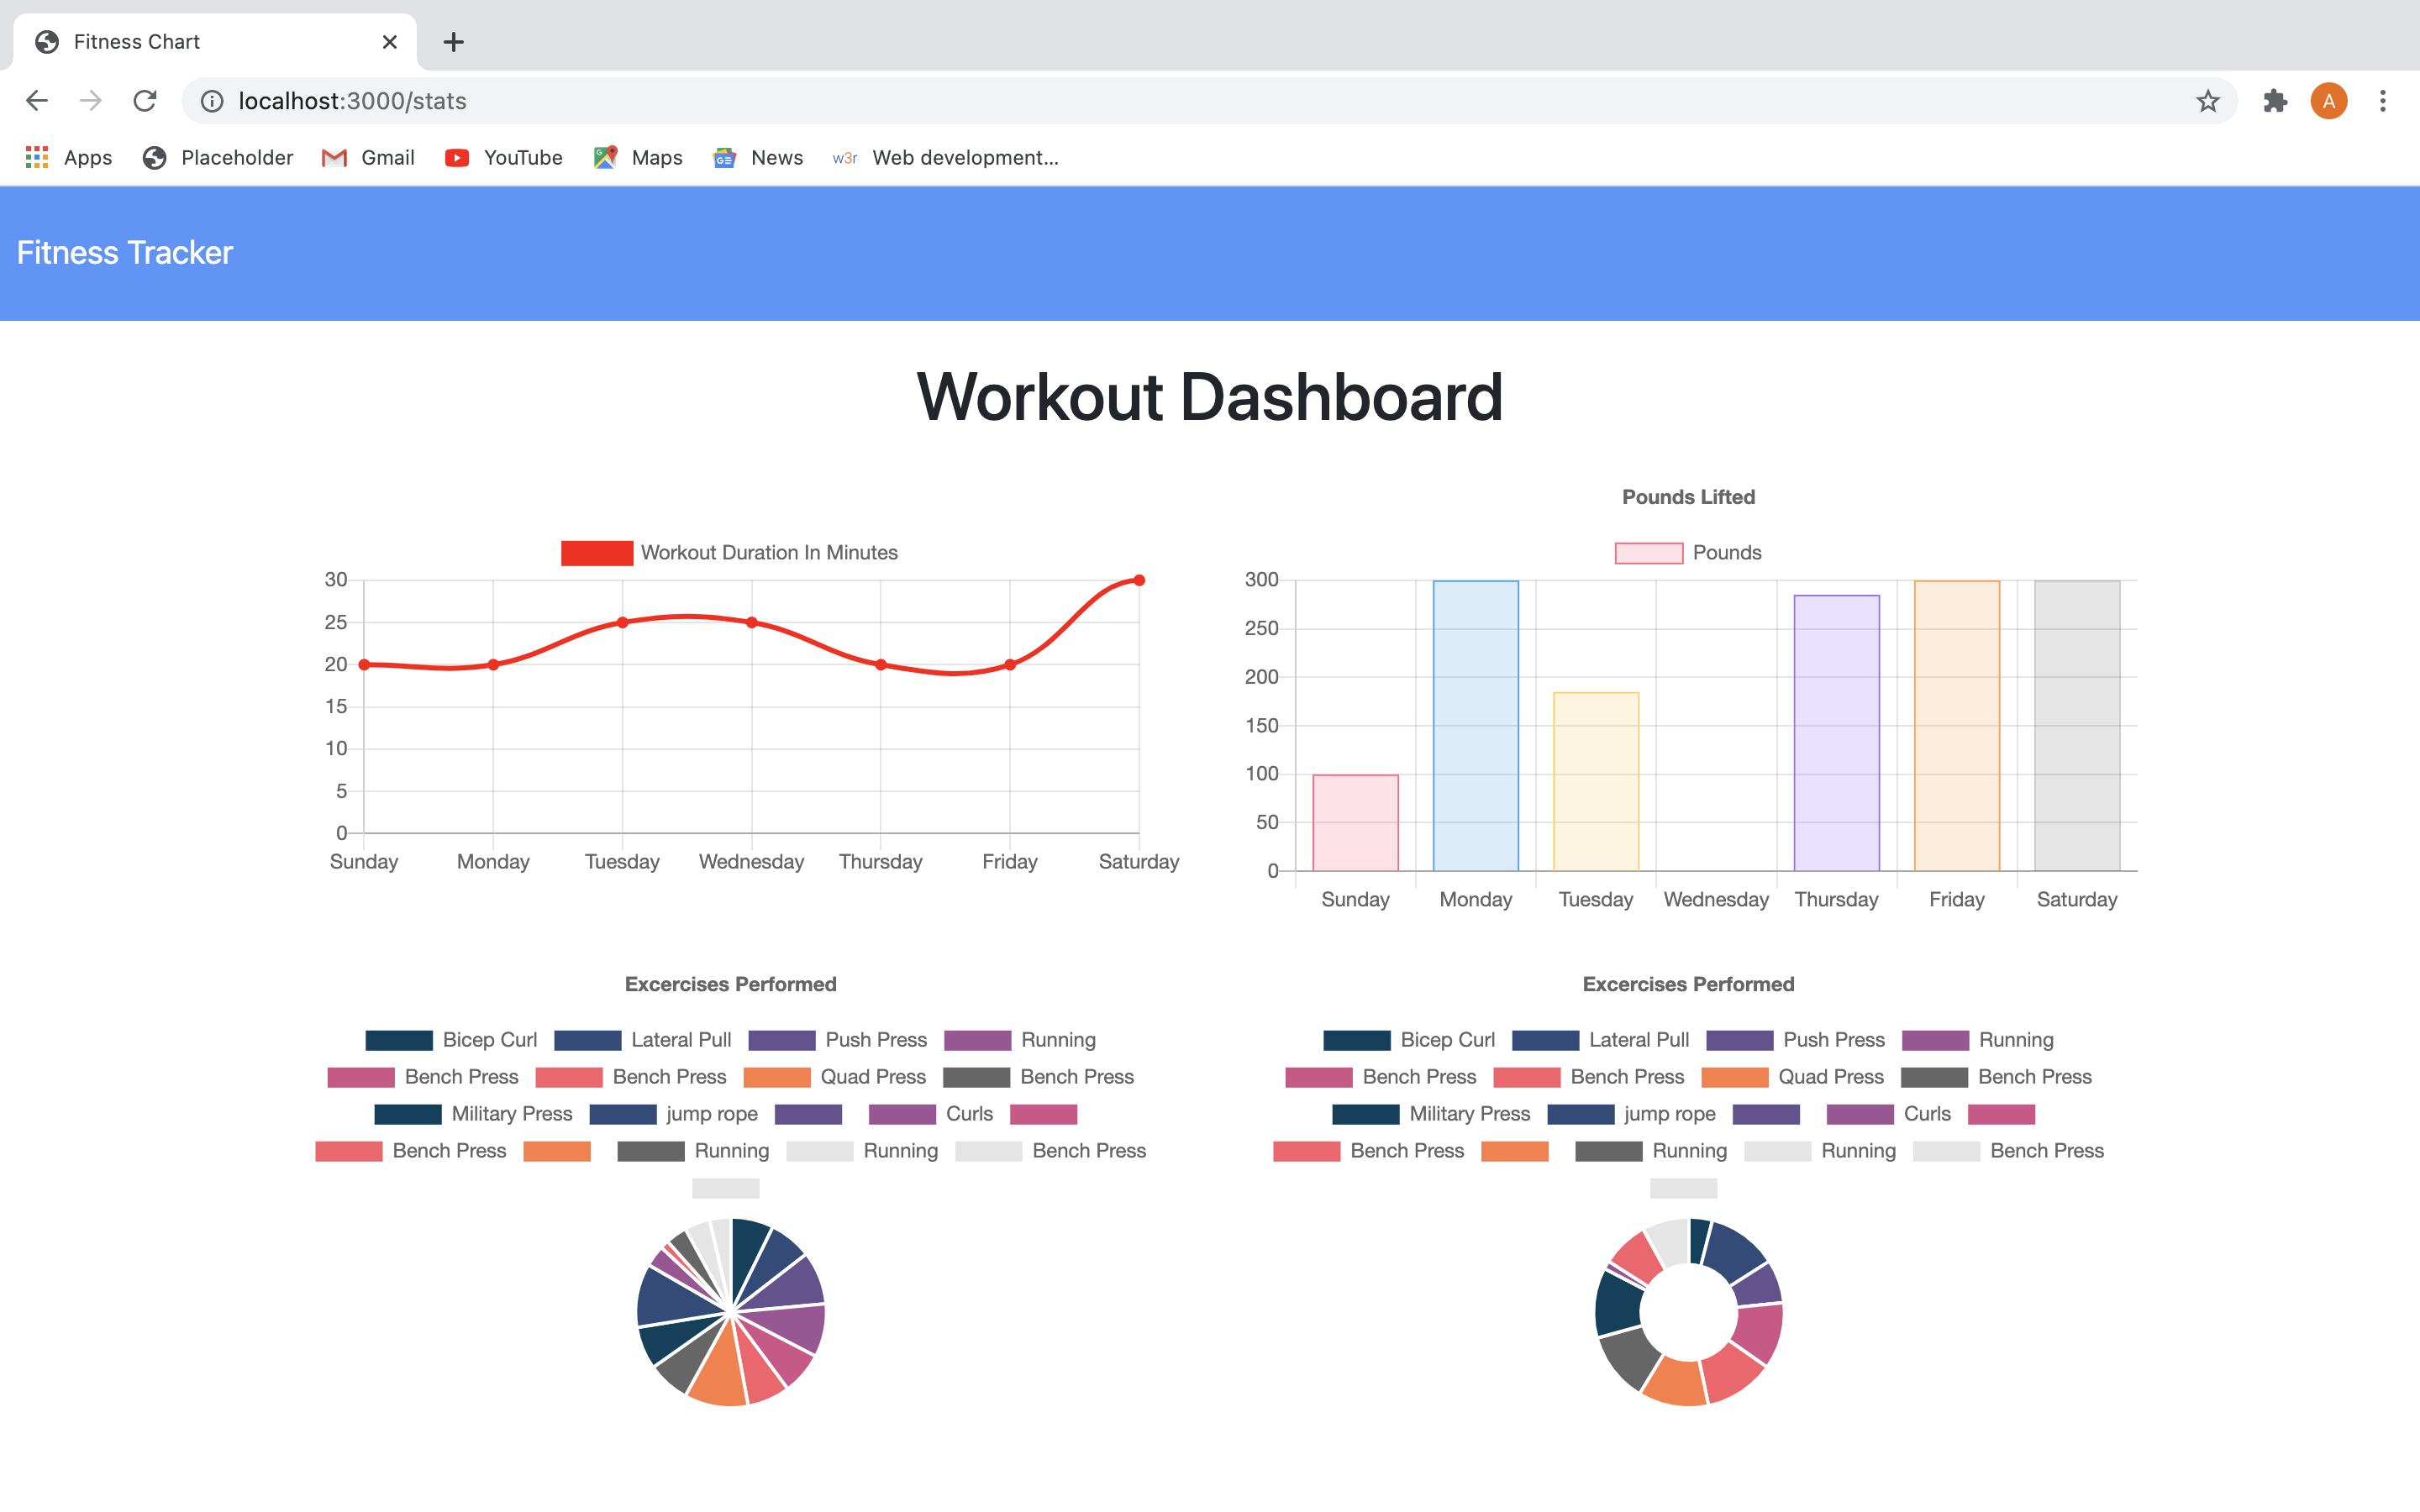 Fitness Chart
localhost:3000/stats
Apps Placeholder Gmail YouTube Maps News w3r Web development...
A
Fitness Tracker
Workout Dashboard
Workout Duration In Minutes
30
25
20
15
10
5
0
Sunday Monday Tuesday Wednesday Thursday Friday Saturday
Pounds Lifted
Pounds
300
250
200
150
100
50
0
Sunday Monday Tuesday Wednesday Thursday Friday Saturday
Excercises Performed
Bicep Curl Lateral Pull Push Press Running
Bench Press Bench Press Quad Press Bench Press
Military Press jump rope Curls
Bench Press Running Running Bench Press
Excercises Performed
Bicep Curl Lateral Pull Push Press Running
Bench Press Bench Press Quad Press Bench Press
Military Press jump rope Curls
Bench Press Running Running Bench Press